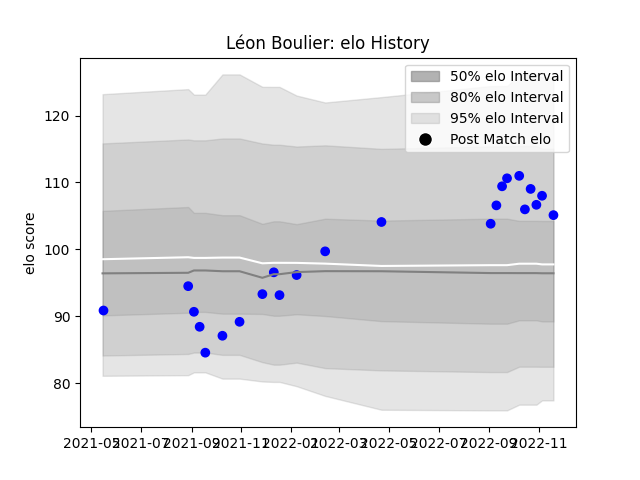 Léon Boulier: elo History
50% elo Interval
80% elo Interval
95% elo Interval
Post Match elo
elo score
120
110
100
90
80
2021-05 2021-07 2021-09 2021-11 2022-01 2022-03 2022-05 2022-07 2022-09 2022-11